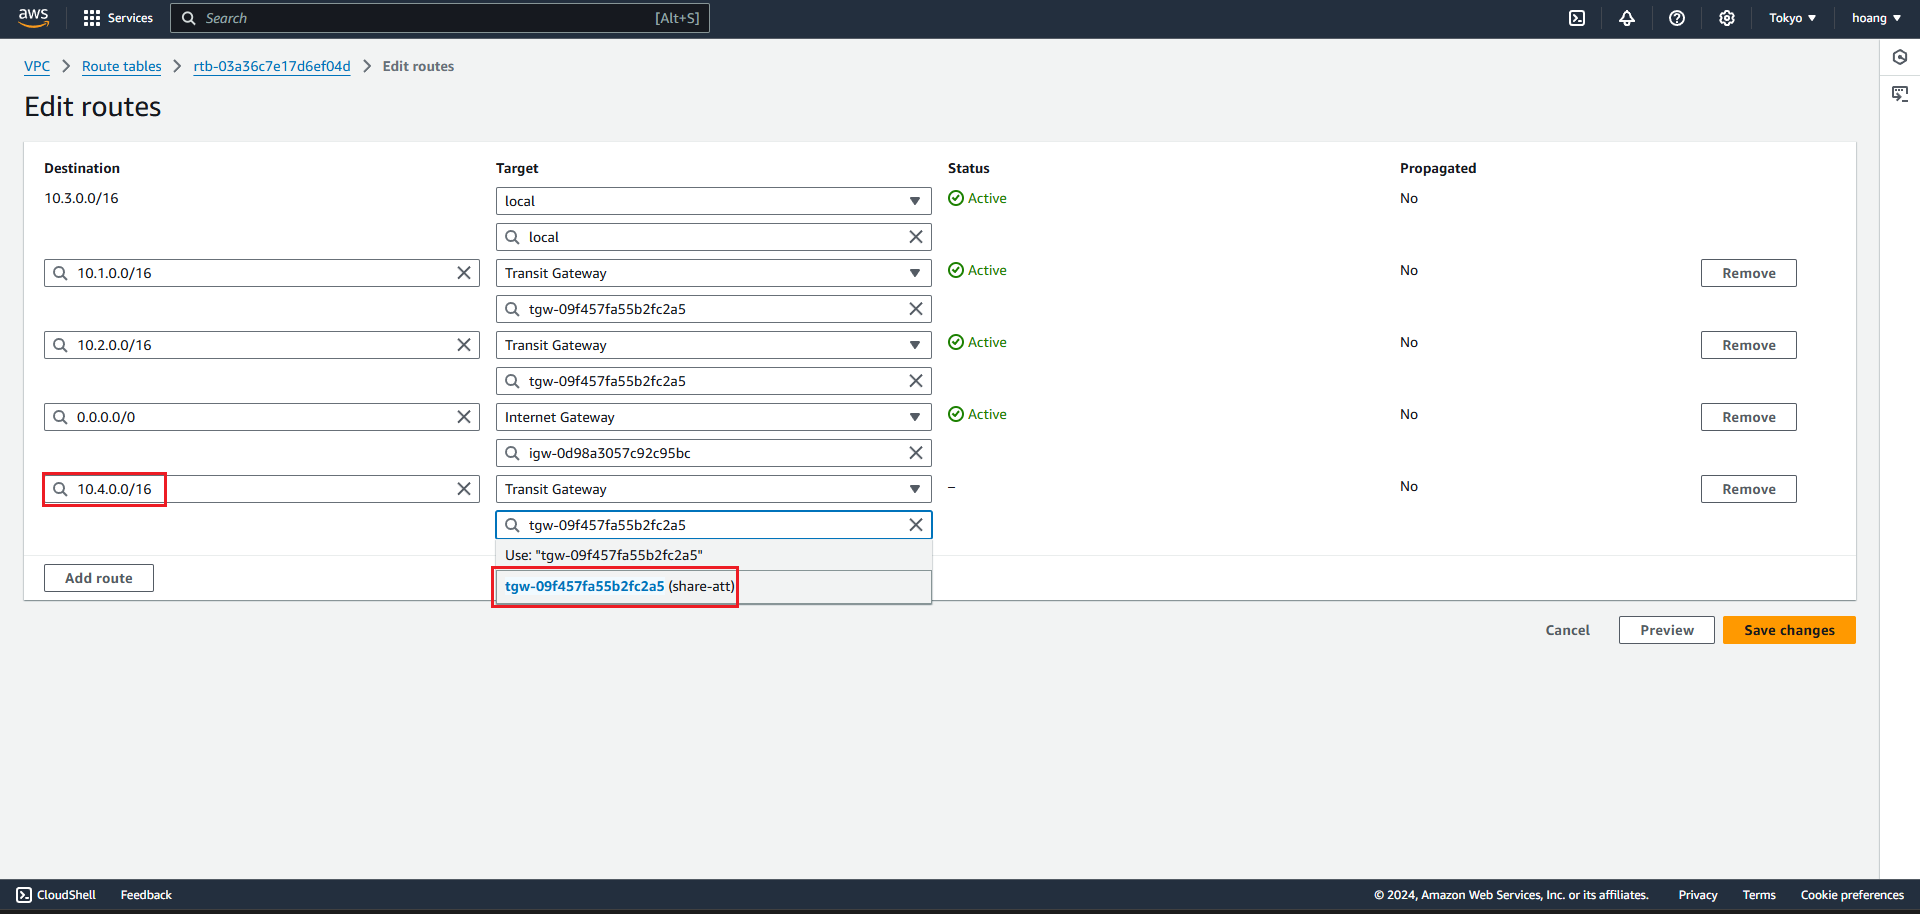 aws Services Search [Alt+S] Tokyo hoang
VPC Route tables rtb-03a36c7e17d6ef04d Edit routes
Edit routes
Destination Target Status Propagated
10.3.0.0/16 local Active No
local
10.1.0.0/16 Transit Gateway Active No Remove
tgw-09f457fa55b2fc2a5
10.2.0.0/16 Transit Gateway Active No Remove
tgw-09f457fa55b2fc2a5
0.0.0.0/0 Internet Gateway Active No Remove
igw-0d98a3057c92c95bc
10.4.0.0/16 Transit Gateway – No Remove
tgw-09f457fa55b2fc2a5
Use: "tgw-09f457fa55b2fc2a5"
Add route tgw-09f457fa55b2fc2a5 (share-att)
Cancel Preview Save changes
CloudShell Feedback © 2024, Amazon Web Services, Inc. or its affiliates. Privacy Terms Cookie preferences